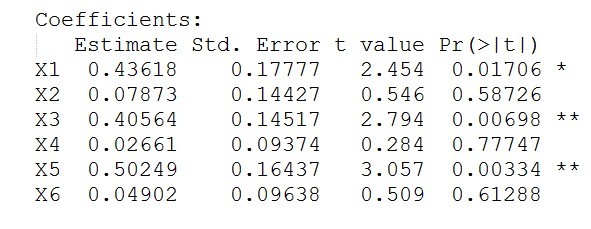 Coefficients:
Estimate Std. Error t value Pr(>|t|)
X1 0.43618 0.17777 2.454 0.01706 *
X2 0.07873 0.14427 0.546 0.58726
X3 0.40564 0.14517 2.794 0.00698 **
X4 0.02661 0.09374 0.284 0.77747
X5 0.50249 0.16437 3.057 0.00334 **
X6 0.04902 0.09638 0.509 0.61288